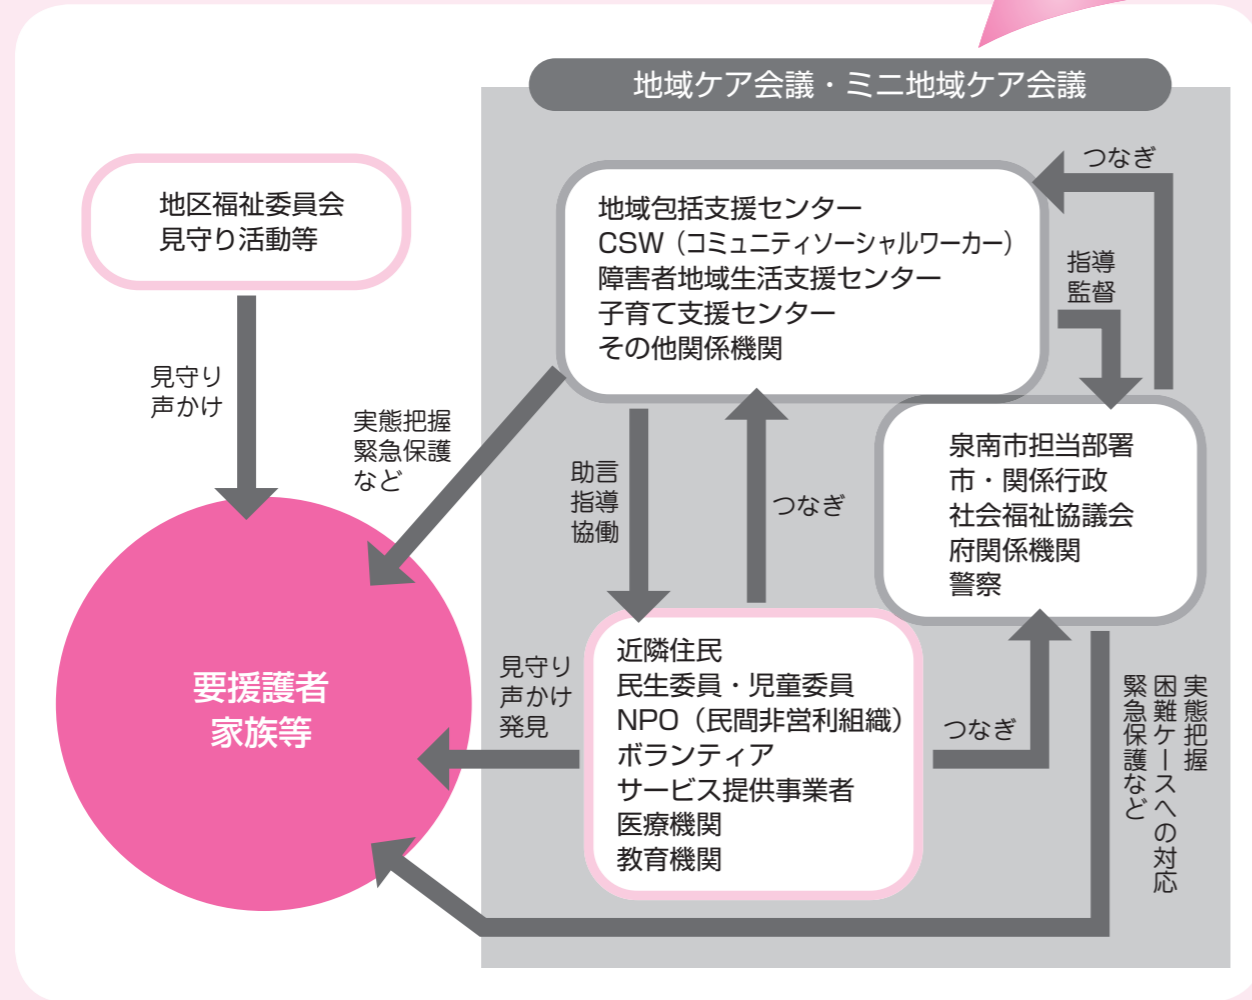 地域ケア会議・ミニ地域ケア会議
地区福祉委員会
見守り活動等
見守り
声かけ
地域包括支援センター
CSW（コミュニティソーシャルワーカー）
障害者地域生活支援センター
子育て支援センター
その他関係機関
つなぎ
指導
監督
実態把握
緊急保護
など
助言
指導
協働
つなぎ
泉南市担当部署
市・関係行政
社会福祉協議会
府関係機関
警察
要援護者
家族等
見守り
声かけ
発見
近隣住民
民生委員・児童委員
NPO（民間非営利組織）
ボランティア
サービス提供事業者
医療機関
教育機関
つなぎ
実態把握
困難ケースへの対応
緊急保護など